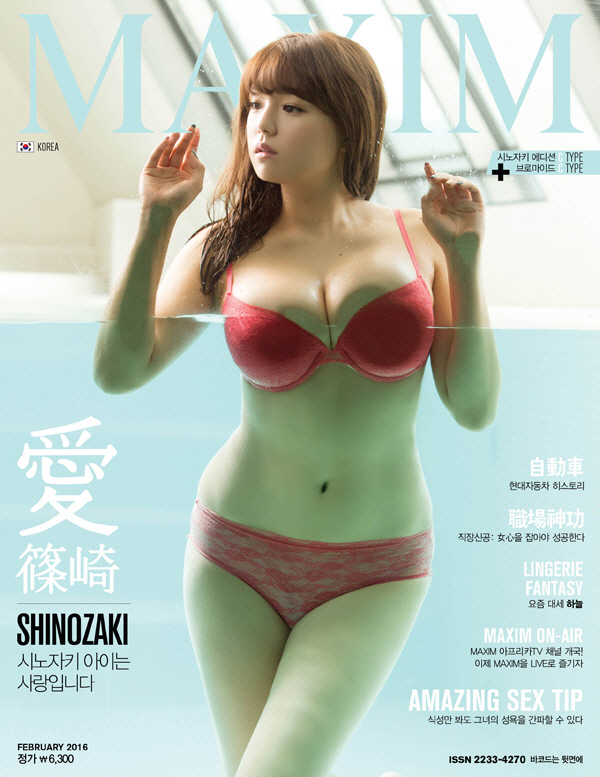 MAXIM
KOREA
시노자키 에디션 C TYPE
+ 브로마이드 C TYPE
愛
篠崎
SHINOZAKI
시노자키 아이는
사랑입니다
自動車
현대자동차 히스토리
職場神功
직장신공: 女心을 잡아야 성공한다
LINGERIE
FANTASY
요즘 대세 하늘
MAXIM ON-AIR
MAXIM 아프리카TV 채널 개국!
이제 MAXIM을 LIVE로 즐기자
AMAZING SEX TIP
식성만 봐도 그녀의 성욕을 간파할 수 있다
FEBRUARY 2016
정가 ₩6,300
ISSN 2233-4270 바코드는 뒷면에